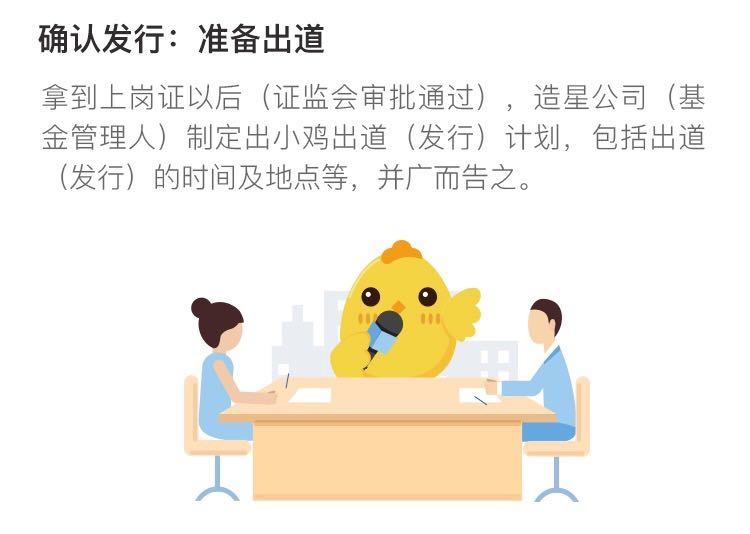 确认发行：准备出道
拿到上岗证以后（证监会审批通过），造星公司（基
金管理人）制定出小鸡出道（发行）计划，包括出道
（发行）的时间及地点等，并广而告之。